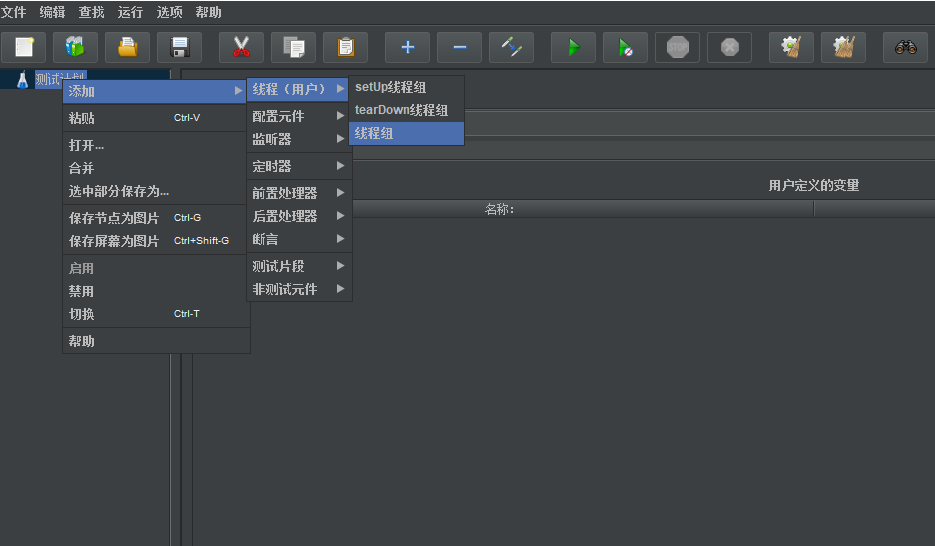 文件 编辑 查找 运行 选项 帮助
STOP
测试计划
添加
粘贴 Ctrl-V
打开...
合并
选中部分保存为...
保存节点为图片 Ctrl-G
保存屏幕为图片 Ctrl+Shift-G
启用
禁用
切换 Ctrl-T
帮助
线程（用户）
配置元件
监听器
定时器
前置处理器
后置处理器
断言
测试片段
非测试元件
setUp线程组
tearDown线程组
线程组
用户定义的变量
名称: